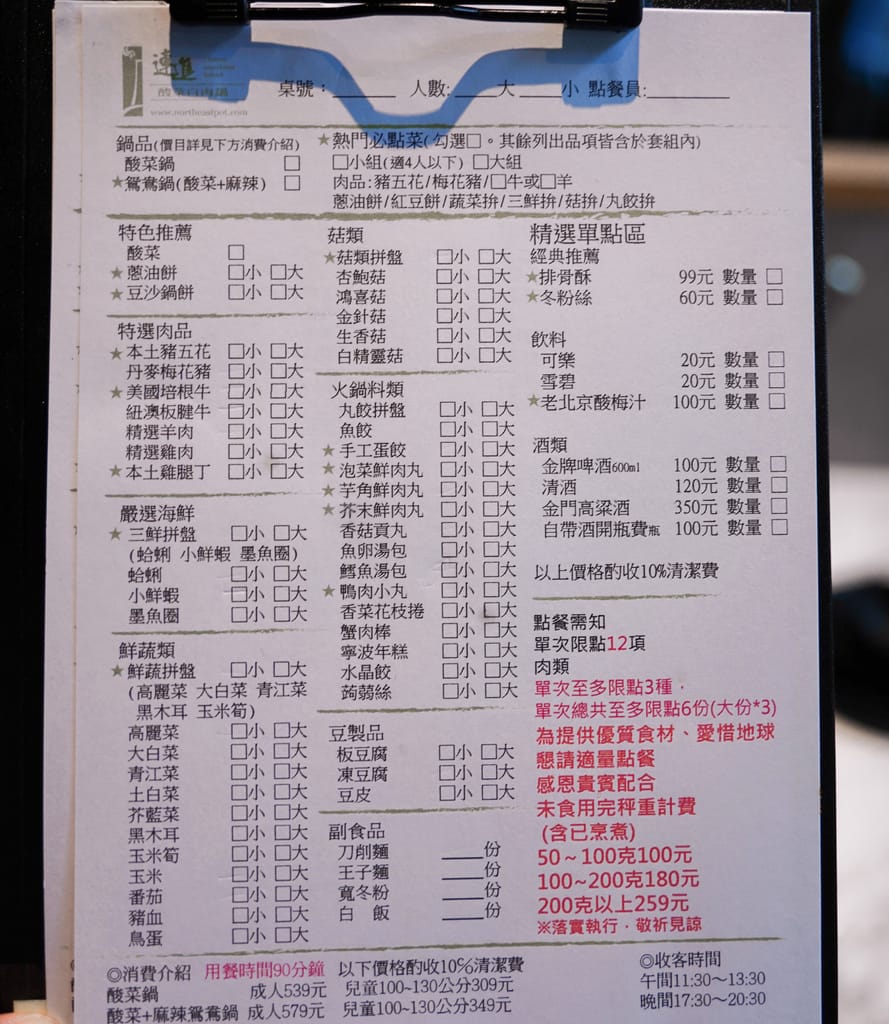 連進
酸菜白肉鍋
www.northeastpot.com
桌號：______ 人數:____大____小 點餐員:________
鍋品(價目詳見下方消費介紹)
酸菜鍋 □
★鴛鴦鍋(酸菜+麻辣) □
★熱門必點菜(勾選□。其餘列出品項皆含於套組內)
□小組(適4人以下) □大組
肉品:豬五花/梅花豬/□牛或□羊
蔥油餅/紅豆餅/蔬菜拚/三鮮拚/菇拚/丸餃拚
特色推薦
酸菜 □
★蔥油餅 □小 □大
★豆沙鍋餅 □小 □大
特選肉品
★本土豬五花 □小 □大
丹麥梅花豬 □小 □大
★美國培根牛 □小 □大
紐澳板腱牛 □小 □大
精選羊肉 □小 □大
精選雞肉 □小 □大
★本土雞腿丁 □小 □大
嚴選海鮮
★三鮮拼盤 □小 □大
(蛤蜊 小鮮蝦 墨魚圈)
蛤蜊 □小 □大
小鮮蝦 □小 □大
墨魚圈 □小 □大
鮮蔬類
★鮮蔬拼盤 □小 □大
(高麗菜 大白菜 青江菜
黑木耳 玉米筍)
高麗菜 □小 □大
大白菜 □小 □大
青江菜 □小 □大
土白菜 □小 □大
芥藍菜 □小 □大
黑木耳 □小 □大
玉米筍 □小 □大
玉米 □小 □大
番茄 □小 □大
豬血 □小 □大
鳥蛋 □小 □大
菇類
★菇類拼盤 □小 □大
杏鮑菇 □小 □大
鴻喜菇 □小 □大
金針菇 □小 □大
生香菇 □小 □大
白精靈菇 □小 □大
火鍋料類
丸餃拼盤 □小 □大
魚餃 □小 □大
★手工蛋餃 □小 □大
★泡菜鮮肉丸 □小 □大
★芋角鮮肉丸 □小 □大
★芥末鮮肉丸 □小 □大
香菇貢丸 □小 □大
魚卵湯包 □小 □大
鱈魚湯包 □小 □大
★鴨肉小丸 □小 □大
香菜花枝捲 □小 □大
蟹肉棒 □小 □大
寧波年糕 □小 □大
水晶餃 □小 □大
蒟蒻絲 □小 □大
豆製品
板豆腐 □小 □大
凍豆腐 □小 □大
豆皮 □小 □大
副食品
刀削麵 ____份
王子麵 ____份
寬冬粉 ____份
白 飯 ____份
精選單點區
經典推薦
★排骨酥 99元 數量 □
★冬粉絲 60元 數量 □
飲料
可樂 20元 數量 □
雪碧 20元 數量 □
★老北京酸梅汁 100元 數量 □
酒類
金牌啤酒600ml 100元 數量 □
清酒 120元 數量 □
金門高粱酒 350元 數量 □
自帶酒開瓶費瓶 100元 數量 □
以上價格酌收10%清潔費
點餐需知
單次限點12項
肉類
單次至多限點3種，
單次總共至多限點6份(大份*3)
為提供優質食材、愛惜地球
懇請適量點餐
感恩貴賓配合
未食用完秤重計費
(含已烹煮)
50～100克100元
100~200克180元
200克以上259元
※落實執行，敬祈見諒
◎消費介紹 用餐時間90分鐘 以下價格酌收10%清潔費
酸菜鍋 成人539元 兒童100~130公分309元
酸菜+麻辣鴛鴦鍋 成人579元 兒童100~130公分349元
◎收客時間
午間11:30～13:30
晚間17:30～20:30